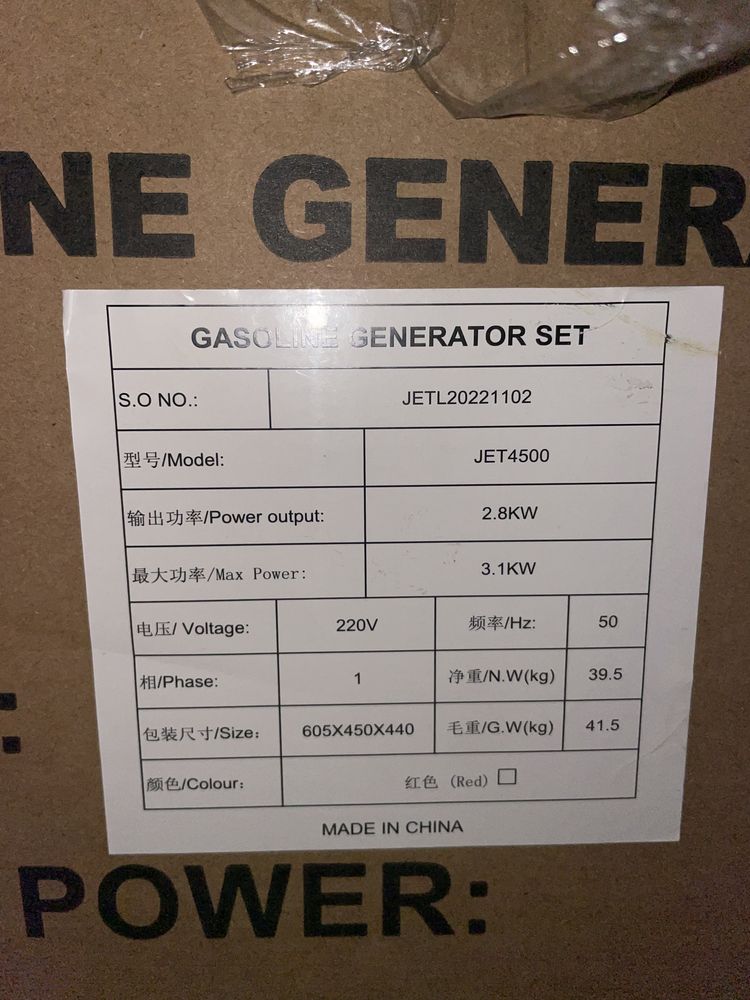 NE GENERA
GASOLINE GENERATOR SET
S.O NO.: JETL20221102
型号/Model: JET4500
输出功率/Power output: 2.8KW
最大功率/Max Power: 3.1KW
电压/ Voltage: 220V 频率/Hz: 50
相/Phase: 1 净重/N.W(kg) 39.5
包装尺寸/Size: 605X450X440 毛重/G.W(kg) 41.5
颜色/Colour: 红色 (Red) □
MADE IN CHINA
:
POWER: